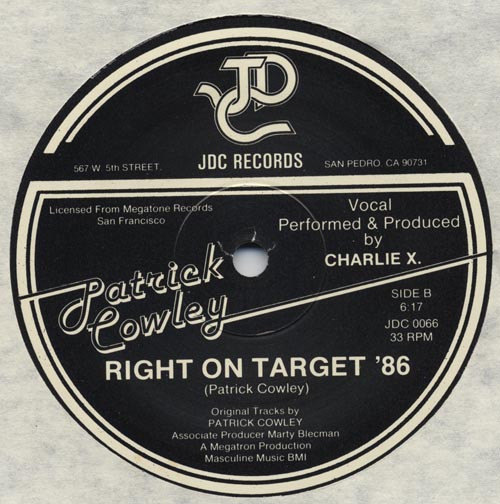 JDC
JDC RECORDS
567 W. 5th STREET.
SAN PEDRO. CA 90731
Licensed From Megatone Records
San Francisco
Vocal
Performed & Produced
by
CHARLIE X.
Patrick
Cowley
SIDE B
6:17
JDC 0066
33 RPM
RIGHT ON TARGET '86
(Patrick Cowley)
Original Tracks by
PATRICK COWLEY
Associate Producer Marty Blecman
A Megatron Production
Masculine Music BMI